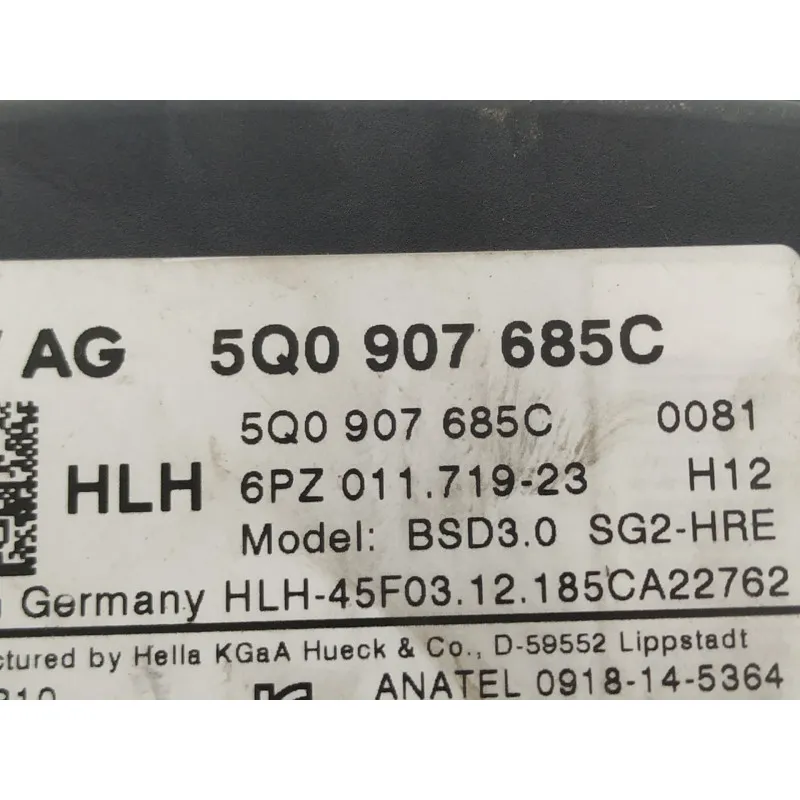 AG 5Q0 907 685C
5Q0 907 685C 0081
HLH 6PZ 011.719-23 H12
Model: BSD3.0 SG2-HRE
Germany HLH-45F03.12.185CA22762
ctured by Hella KGaA Hueck & Co., D-59552 Lippstadt
ANATEL 0918-14-5364